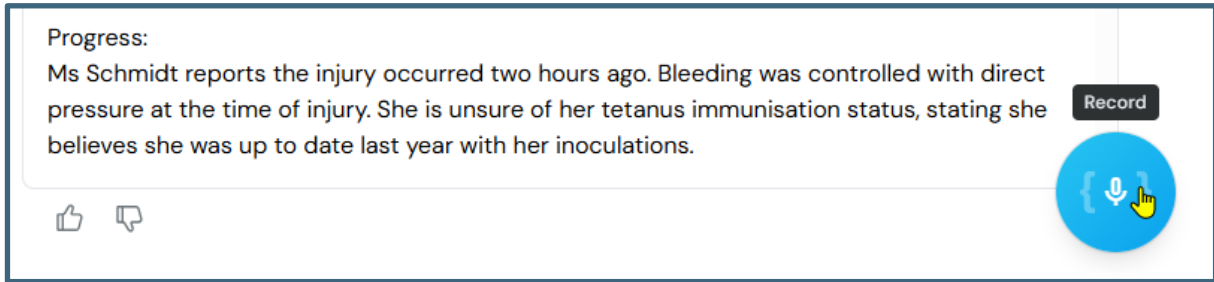 Progress:
Ms Schmidt reports the injury occurred two hours ago. Bleeding was controlled with direct
pressure at the time of injury. She is unsure of her tetanus immunisation status, stating she
believes she was up to date last year with her inoculations.
Record